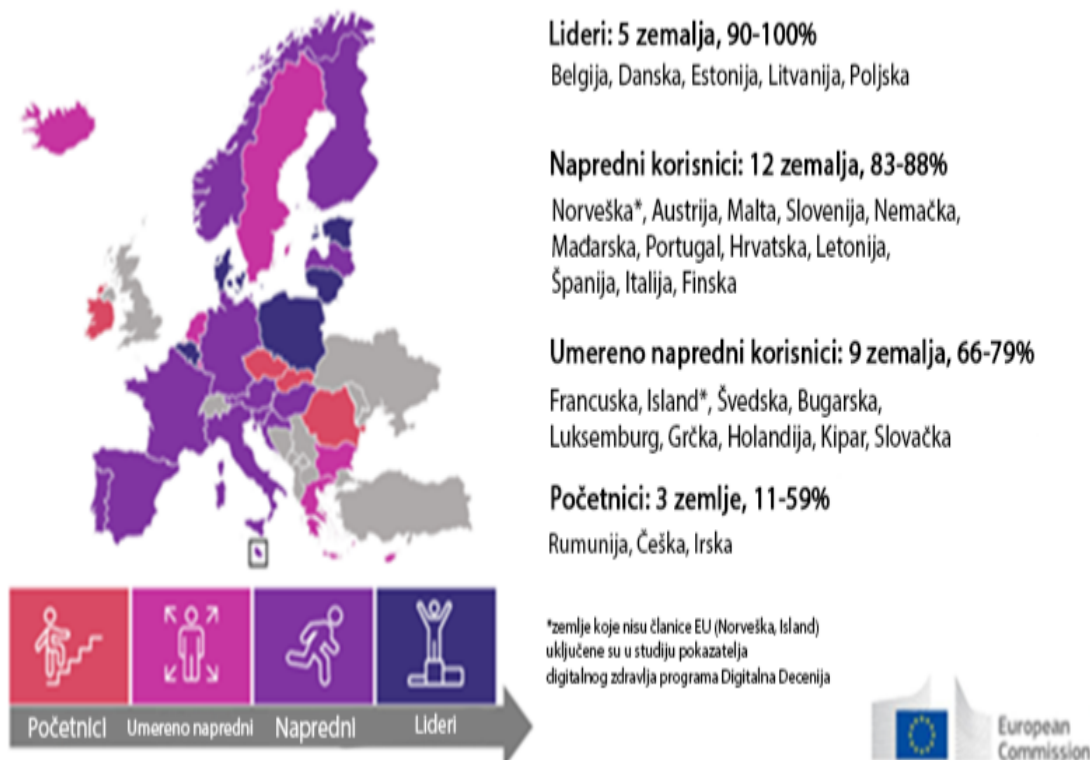 Lideri: 5 zemalja, 90-100%
Belgija, Danska, Estonija, Litvanija, Poljska
Napredni korisnici: 12 zemalja, 83-88%
Norveška*, Austrija, Malta, Slovenija, Nemačka,
Mađarska, Portugal, Hrvatska, Letonija,
Španija, Italija, Finska
Umereno napredni korisnici: 9 zemalja, 66-79%
Francuska, Island*, Švedska, Bugarska,
Luksemburg, Grčka, Holandija, Kipar, Slovačka
Početnici: 3 zemlje, 11-59%
Rumunija, Češka, Irska
*zemlje koje nisu članice EU (Norveška, Island)
uključene su u studiju pokazatelja
digitalnog zdravlja programa Digitalna Decenija
Početnici
Umereno napredni
Napredni
Lideri
European
Commission